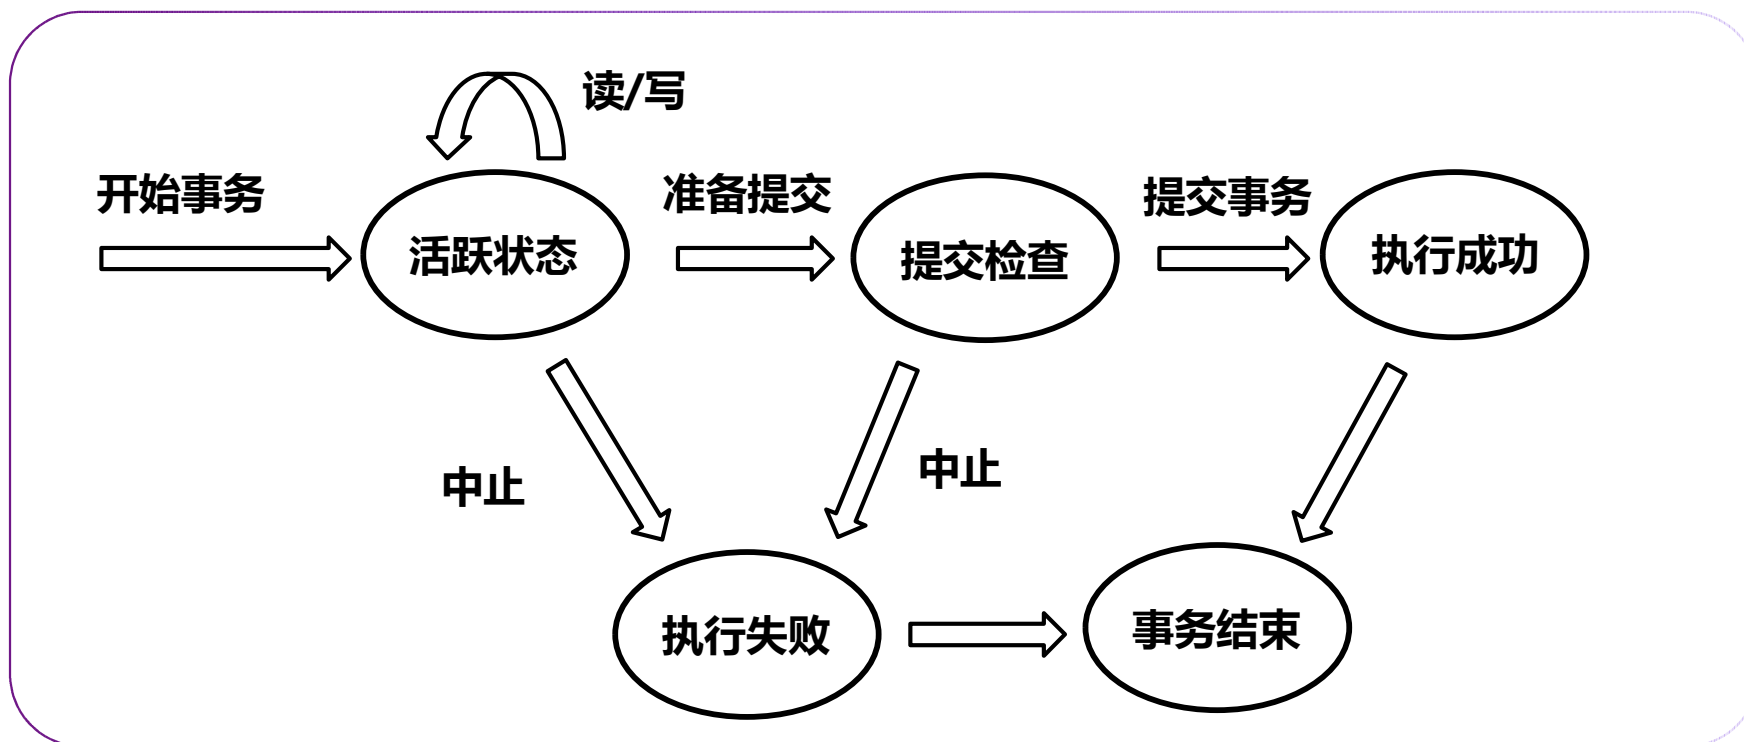 读/写
开始事务
准备提交
提交事务
活跃状态
提交检查
执行成功
中止
中止
执行失败
事务结束